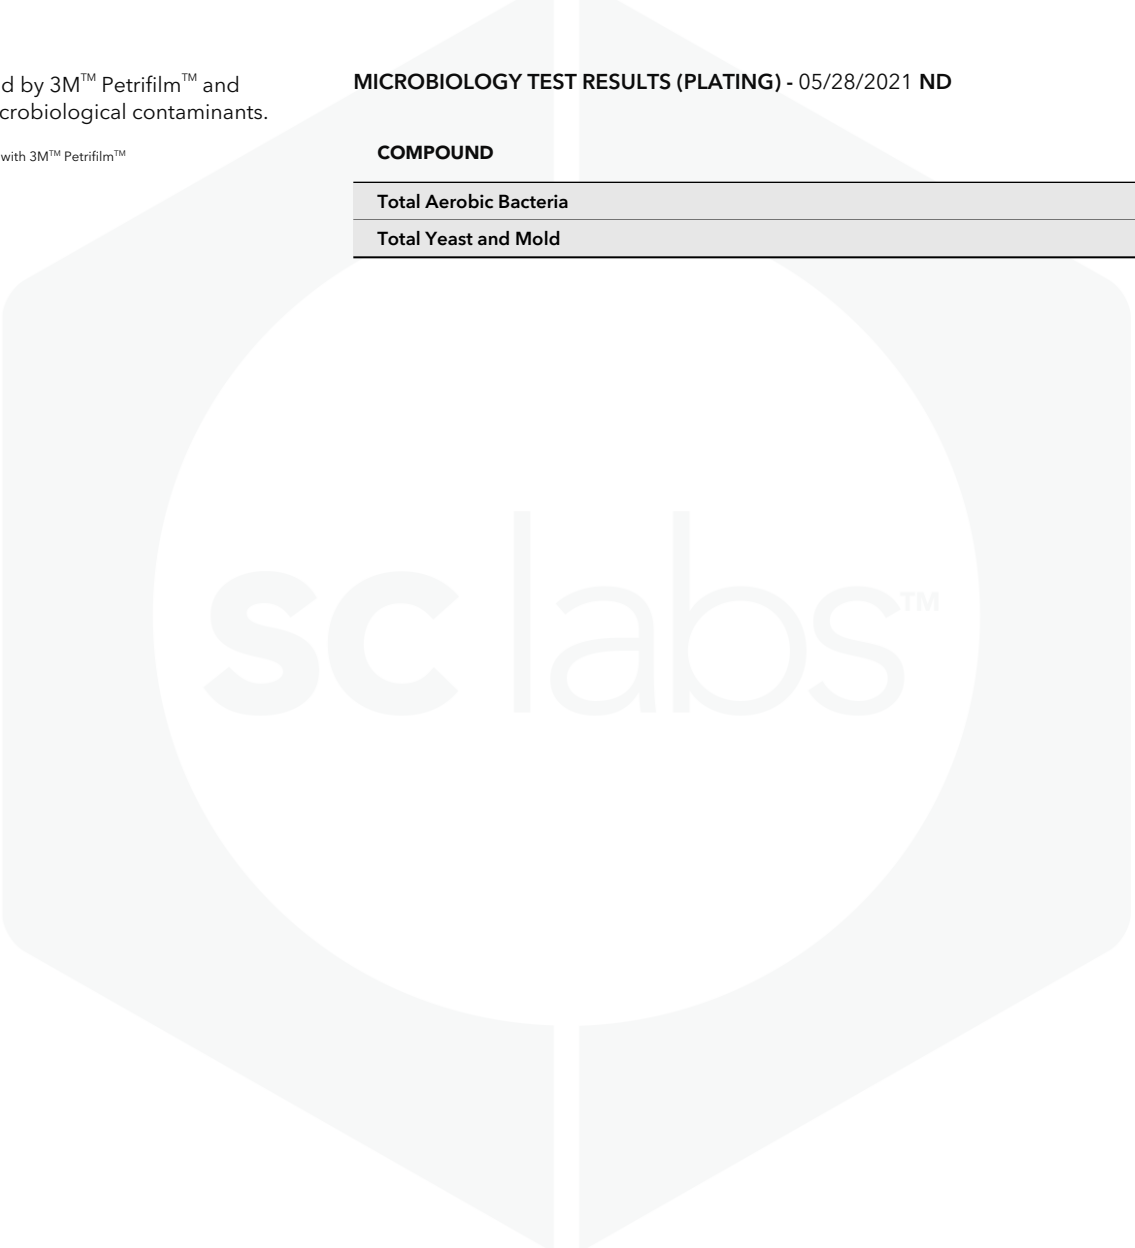 d by 3M™ Petrifilm™ and
crobiological contaminants.
with 3M™ Petrifilm™
MICROBIOLOGY TEST RESULTS (PLATING) - 05/28/2021 ND
COMPOUND
Total Aerobic Bacteria
Total Yeast and Mold
sc labs™